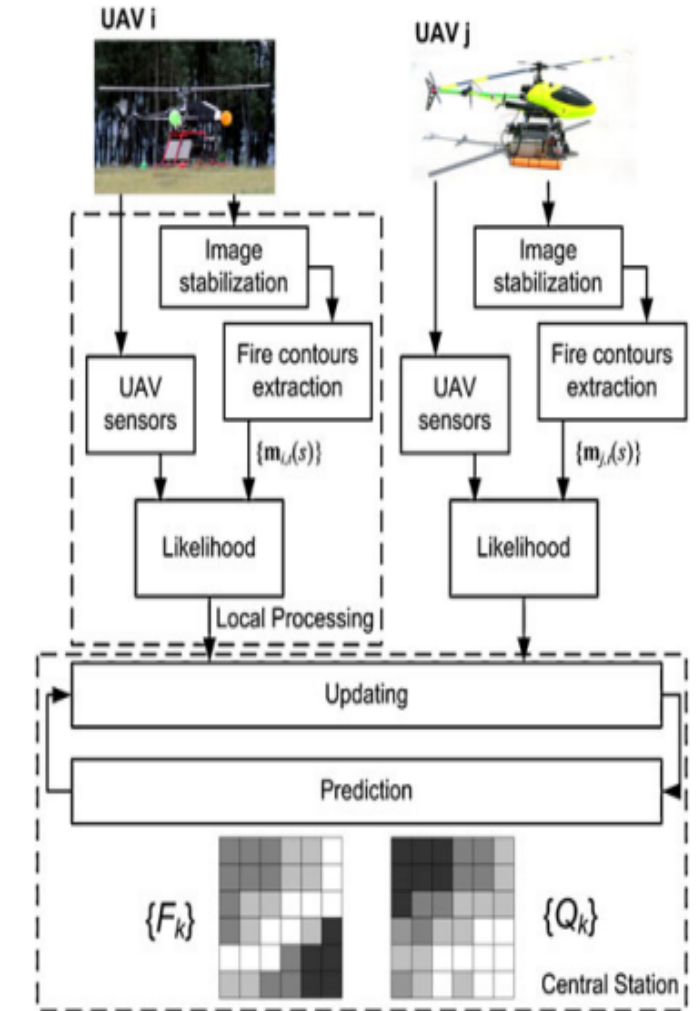 UAV i
UAV j
Image
stabilization
Image
stabilization
Fire contours
extraction
Fire contours
extraction
UAV
sensors
UAV
sensors
{m_{i,t}(s)}
{m_{j,t}(s)}
Likelihood
Likelihood
Local Processing
Updating
Prediction
{F_k}
{Q_k}
Central Station